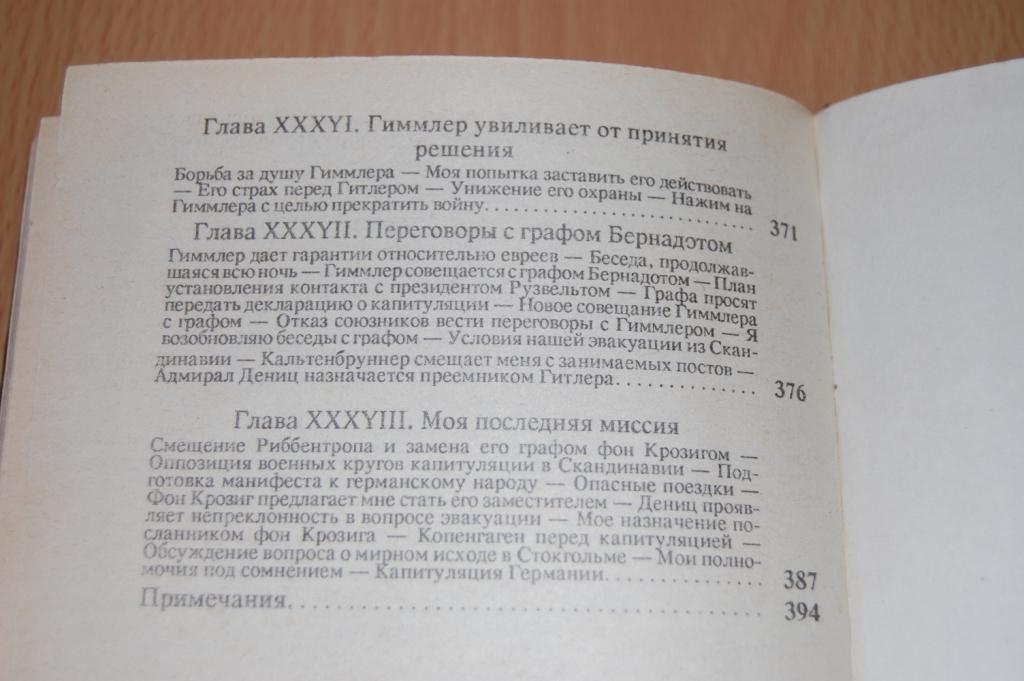 Глава XXXYI. Гиммлер увиливает от принятия
решения
Борьба за душу Гиммлера — Моя попытка заставить его действовать
— Его страх перед Гитлером — Унижение его охраны — Нажим на
Гиммлера с целью прекратить войну. . . . . . . . . . . . . . . . . . . . . . . . . . 371
Глава XXXYII. Переговоры с графом Бернадэтом
Гиммлер дает гарантии относительно евреев — Беседа, продолжав-
шаяся всю ночь — Гиммлер совещается с графом Бернадотом — План
установления контакта с президентом Рузвельтом — Графа просят
передать декларацию о капитуляции — Новое совещание Гиммлера
с графом — Отказ союзников вести переговоры с Гиммлером — Я
возобновляю беседы с графом — Условия нашей эвакуации из Скан-
динавии — Кальтенбруннер смещает меня с занимаемых постов —
Адмирал Дениц назначается преемником Гитлера. . . . . . . . . . . . . . 376
Глава XXXYIII. Моя последняя миссия
Смещение Риббентропа и замена его графом фон Крозигом —
Оппозиция военных кругов капитуляции в Скандинавии — Под-
готовка манифеста к германскому народу — Опасные поездки —
Фон Крозиг предлагает мне стать его заместителем — Дениц прояв-
ляет непреклонность в вопросе эвакуации — Мое назначение по-
сланником фон Крозига — Копенгаген перед капитуляцией —
Обсуждение вопроса о мирном исходе в Стокгольме — Мои полно-
мочия под сомнением — Капитуляция Германии. . . . . . . . . . . . . . . 387
Примечания. . . . . . . . . . . . . . . . . . . . . . . . . . . . . . . . . . . . . . 394